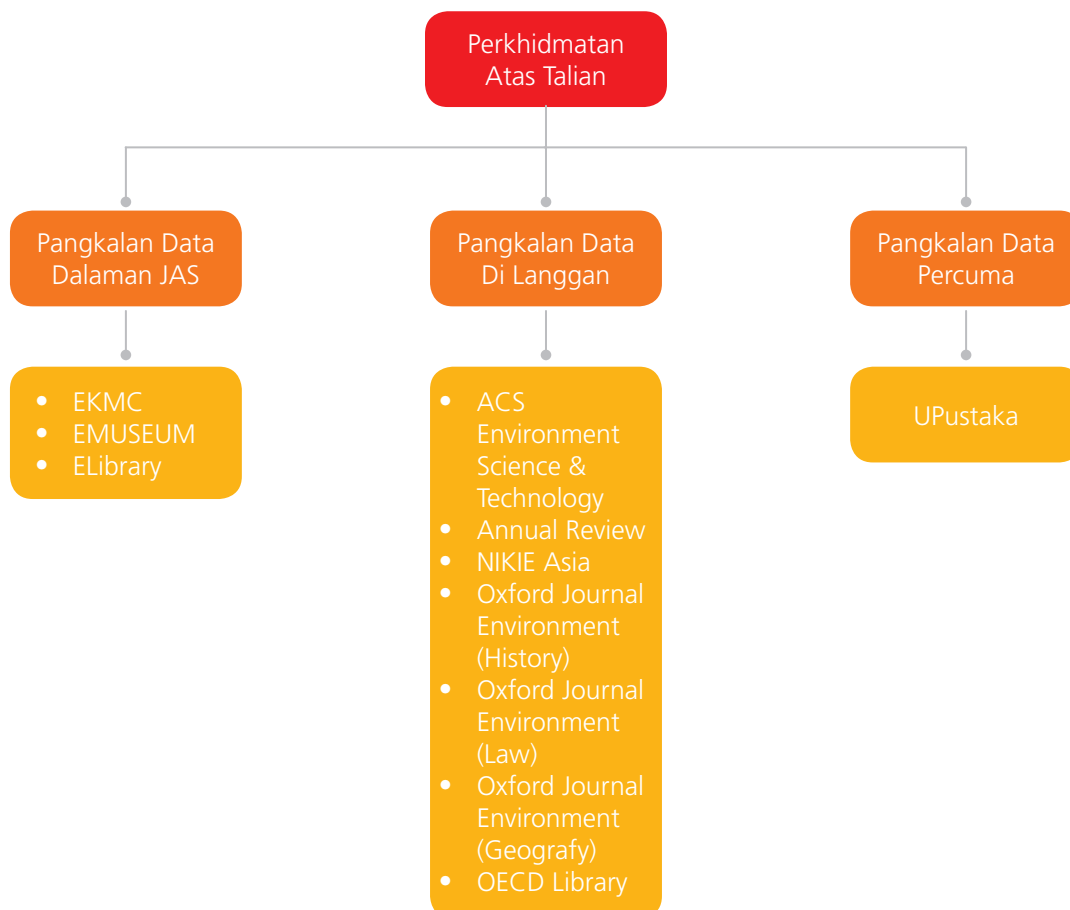 Perkhidmatan
Atas Talian
Pangkalan Data
Dalaman JAS
• EKMC
• EMUSEUM
• ELibrary
Pangkalan Data
Di Langgan
• ACS
Environment
Science &
Technology
• Annual Review
• NIKIE Asia
• Oxford Journal
Environment
(History)
• Oxford Journal
Environment
(Law)
• Oxford Journal
Environment
(Geografy)
• OECD Library
Pangkalan Data
Percuma
UPustaka